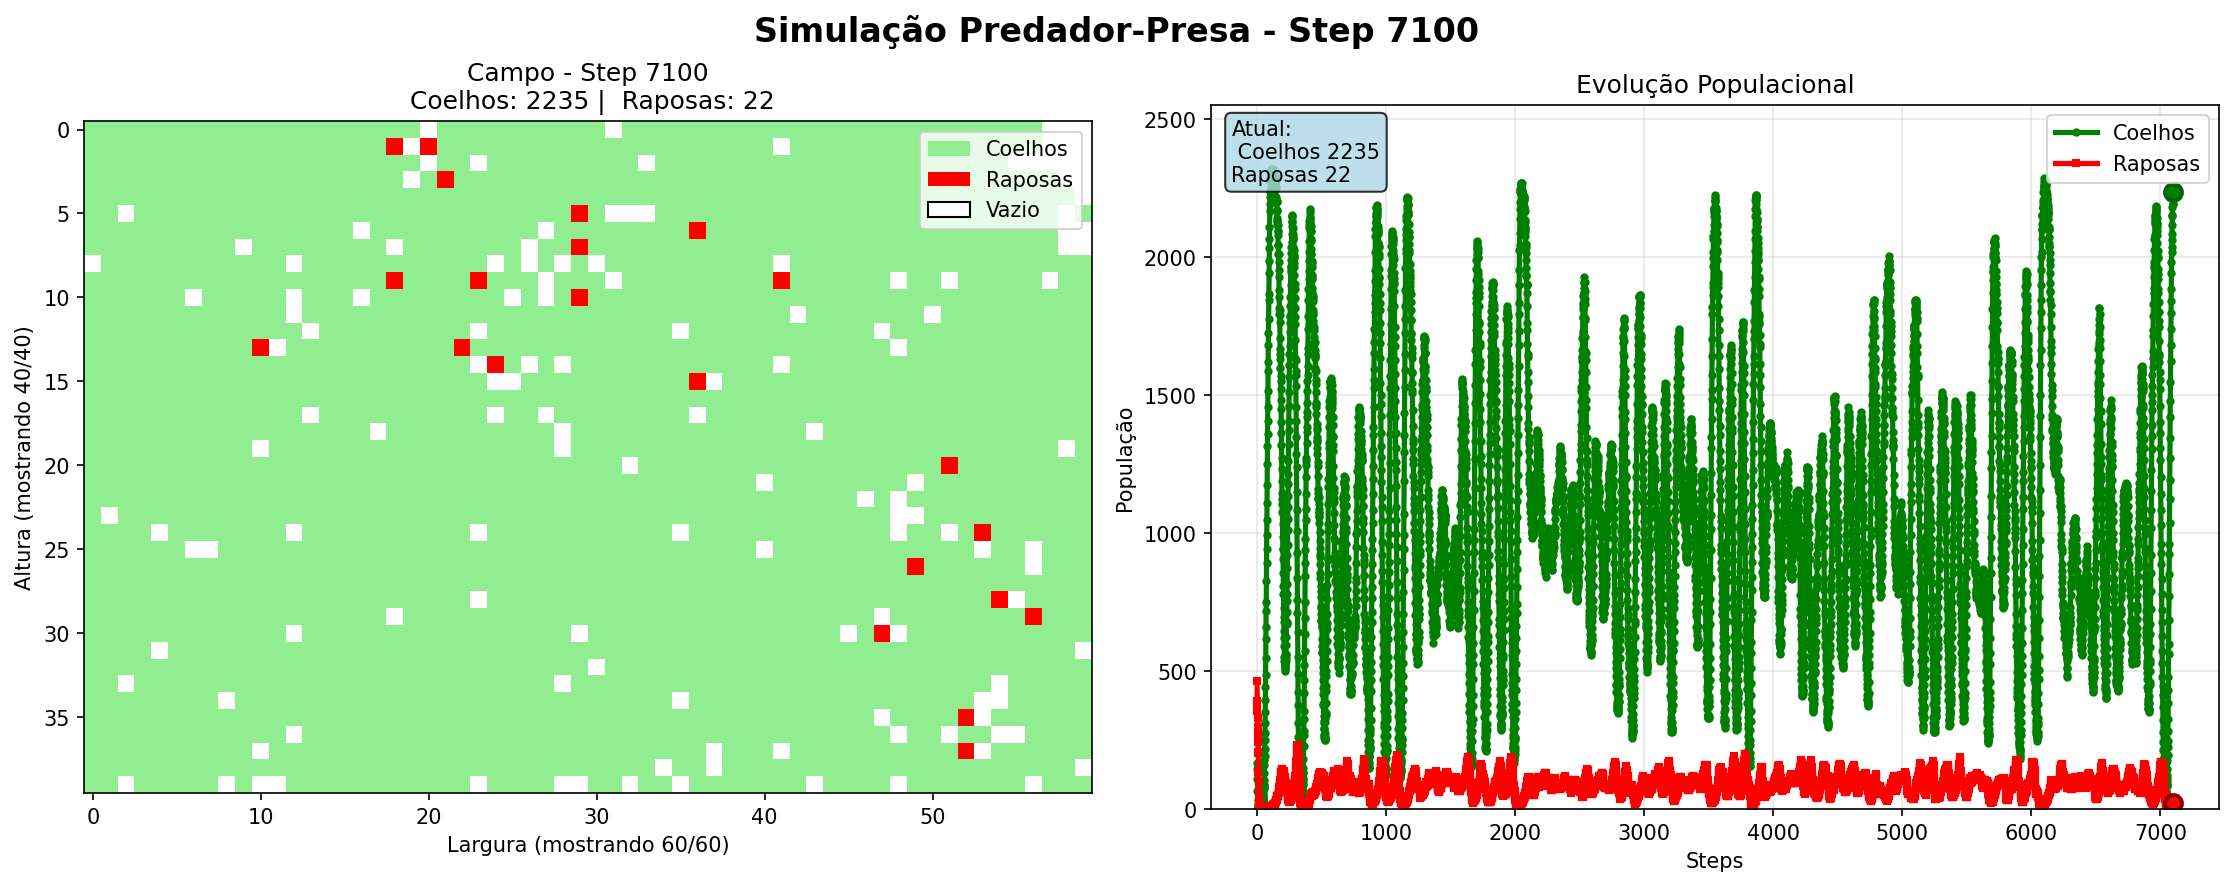 Simulação Predador-Presa - Step 7100
Campo - Step 7100
Coelhos: 2235 |  Raposas: 22
Coelhos
Raposas
Vazio
0
5
10
15
20
25
30
35
Altura (mostrando 40/40)
0
10
20
30
40
50
Largura (mostrando 60/60)
Evolução Populacional
Atual:
Coelhos 2235
Raposas 22
Coelhos
Raposas
2500
2000
1500
1000
500
0
População
0
1000
2000
3000
4000
5000
6000
7000
Steps